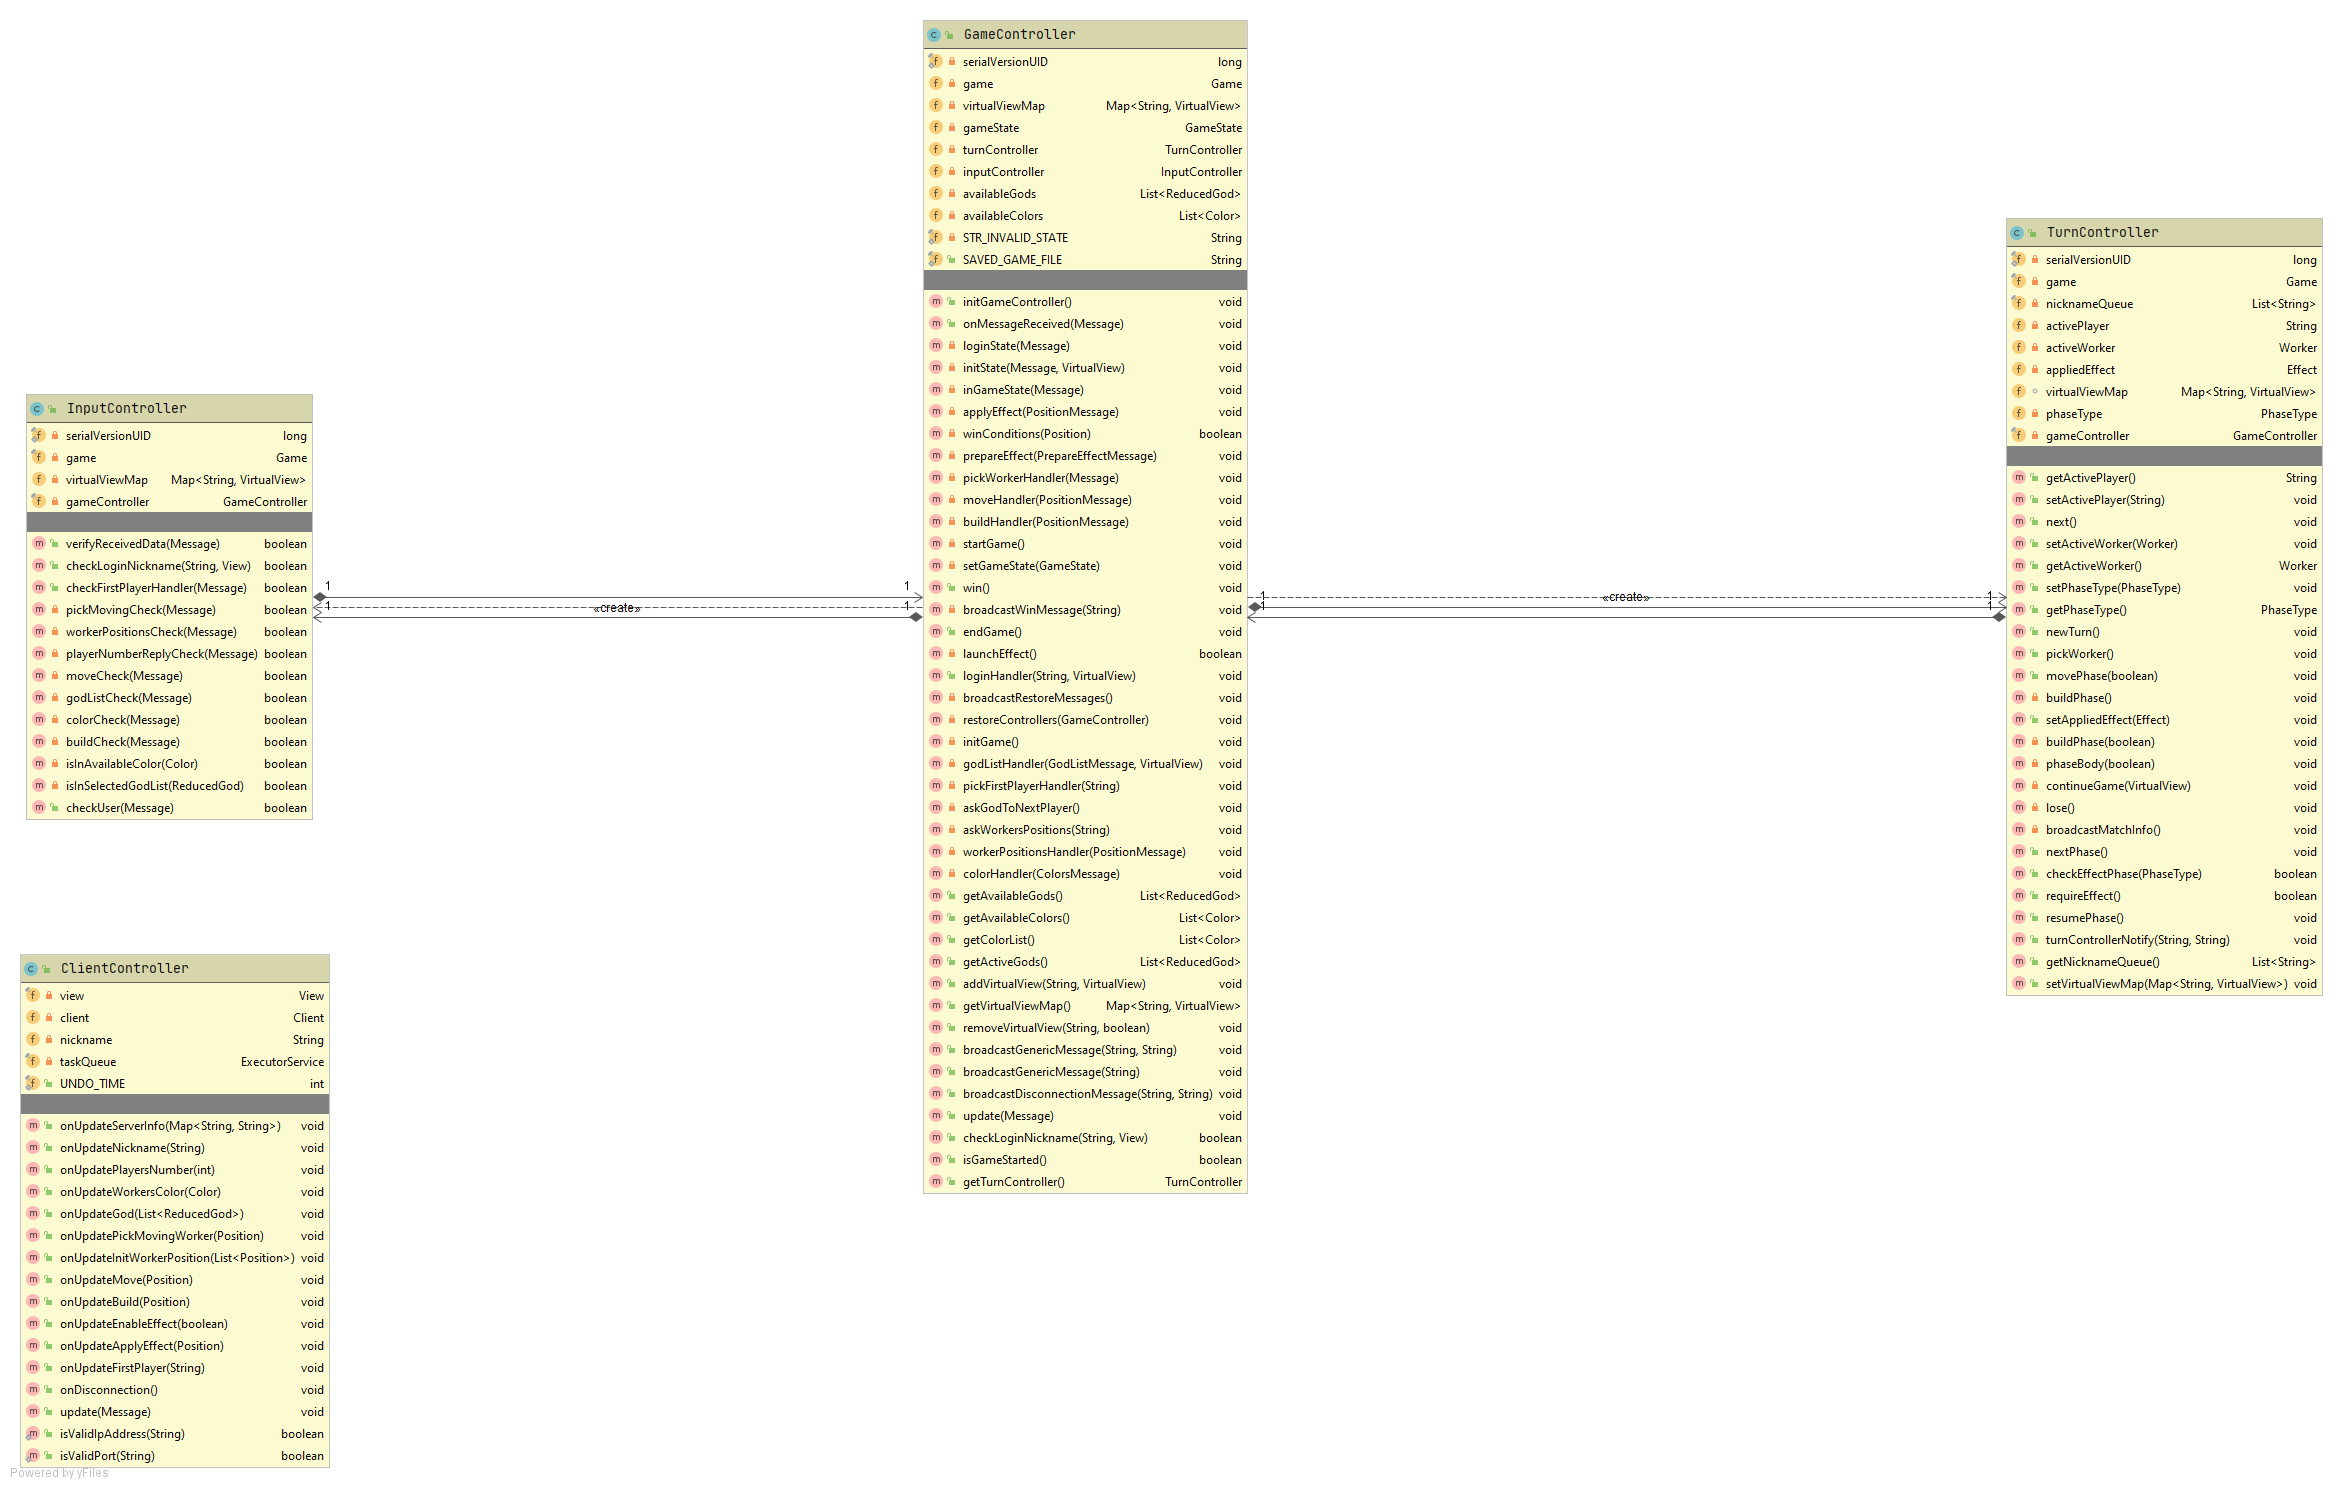 GameController
serialVersionUID long
game Game
virtualViewMap Map<String, VirtualView>
gameState GameState
turnController TurnController
inputController InputController
availableGods List<ReducedGod>
availableColors List<Color>
STR_INVALID_STATE String
SAVED_GAME_FILE String
initGameController() void
onMessageReceived(Message) void
loginState(Message) void
initState(Message, VirtualView) void
inGameState(Message) void
applyEffect(PositionMessage) void
winConditions(Position) boolean
prepareEffect(PrepareEffectMessage) void
pickWorkerHandler(Message) void
moveHandler(PositionMessage) void
buildHandler(PositionMessage) void
startGame() void
setGameState(GameState) void
win() void
broadcastWinMessage(String) void
endGame() void
launchEffect() boolean
loginHandler(String, VirtualView) void
broadcastRestoreMessages() void
restoreControllers(GameController) void
initGame() void
godListHandler(GodListMessage, VirtualView) void
pickFirstPlayerHandler(String) void
askGodToNextPlayer() void
askWorkersPositions(String) void
workerPositionsHandler(PositionMessage) void
colorHandler(ColorsMessage) void
getAvailableGods() List<ReducedGod>
getAvailableColors() List<Color>
getColorList() List<Color>
getActiveGods() List<ReducedGod>
addVirtualView(String, VirtualView) void
getVirtualViewMap() Map<String, VirtualView>
removeVirtualView(String, boolean) void
broadcastGenericMessage(String, String) void
broadcastGenericMessage(String) void
broadcastDisconnectionMessage(String, String) void
update(Message) void
checkLoginNickname(String, View) boolean
isGameStarted() boolean
getTurnController() TurnController
TurnController
serialVersionUID long
game Game
nicknameQueue List<String>
activePlayer String
activeWorker Worker
appliedEffect Effect
virtualViewMap Map<String, VirtualView>
phaseType PhaseType
gameController GameController
getActivePlayer() String
setActivePlayer(String) void
next() void
setActiveWorker(Worker) void
getActiveWorker() Worker
setPhaseType(PhaseType) void
getPhaseType() PhaseType
newTurn() void
pickWorker() void
movePhase(boolean) void
buildPhase() void
setAppliedEffect(Effect) void
buildPhase(boolean) void
phaseBody(boolean) void
continueGame(VirtualView) void
lose() void
broadcastMatchInfo() void
nextPhase() void
checkEffectPhase(PhaseType) boolean
requireEffect() boolean
resumePhase() void
turnControllerNotify(String, String) void
getNicknameQueue() List<String>
setVirtualViewMap(Map<String, VirtualView>) void
InputController
serialVersionUID long
game Game
virtualViewMap Map<String, VirtualView>
gameController GameController
verifyReceivedData(Message) boolean
checkLoginNickname(String, View) boolean
checkFirstPlayerHandler(Message) boolean
pickMovingCheck(Message) boolean
workerPositionsCheck(Message) boolean
playerNumberReplyCheck(Message) boolean
moveCheck(Message) boolean
godListCheck(Message) boolean
colorCheck(Message) boolean
buildCheck(Message) boolean
isInAvailableColor(Color) boolean
isInSelectedGodList(ReducedGod) boolean
checkUser(Message) boolean
1 1
1 «create» 1
1 «create» 1
1 1
ClientController
view View
client Client
nickname String
taskQueue ExecutorService
UNDO_TIME int
onUpdateServerInfo(Map<String, String>) void
onUpdateNickname(String) void
onUpdatePlayersNumber(int) void
onUpdateWorkersColor(Color) void
onUpdateGod(List<ReducedGod>) void
onUpdatePickMovingWorker(Position) void
onUpdateInitWorkerPosition(List<Position>) void
onUpdateMove(Position) void
onUpdateBuild(Position) void
onUpdateEnableEffect(boolean) void
onUpdateApplyEffect(Position) void
onUpdateFirstPlayer(String) void
onDisconnection() void
update(Message) void
isValidIpAddress(String) boolean
isValidPort(String) boolean
Powered by yFiles